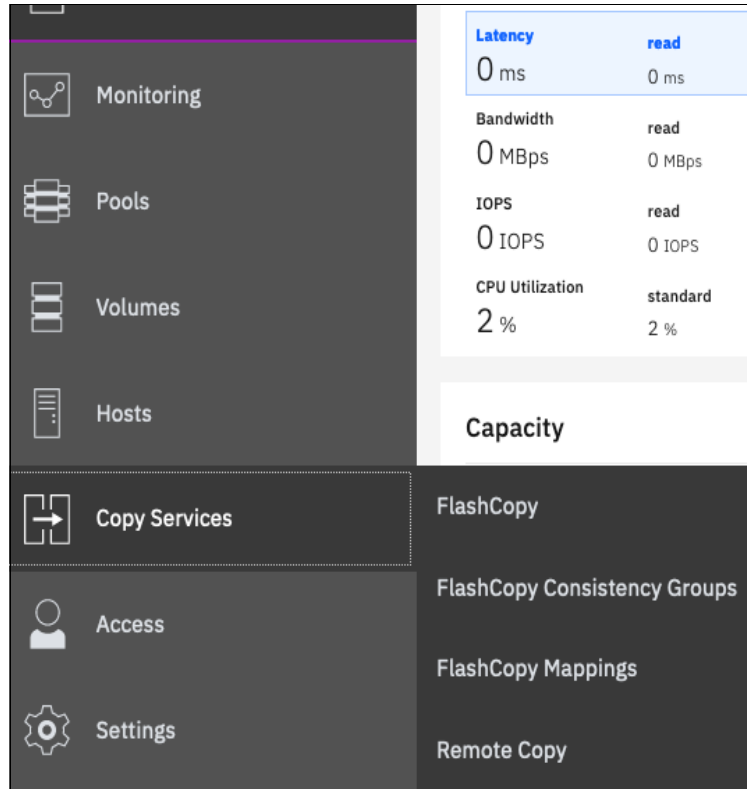 Latency
read
0 ms
0 ms
Monitoring
Bandwidth
read
0 MBps
0 MBps
Pools
IOPS
read
0 IOPS
0 IOPS
CPU Utilization
standard
2 %
2 %
Volumes
Hosts
Capacity
Copy Services
FlashCopy
FlashCopy Consistency Groups
Access
FlashCopy Mappings
Settings
Remote Copy